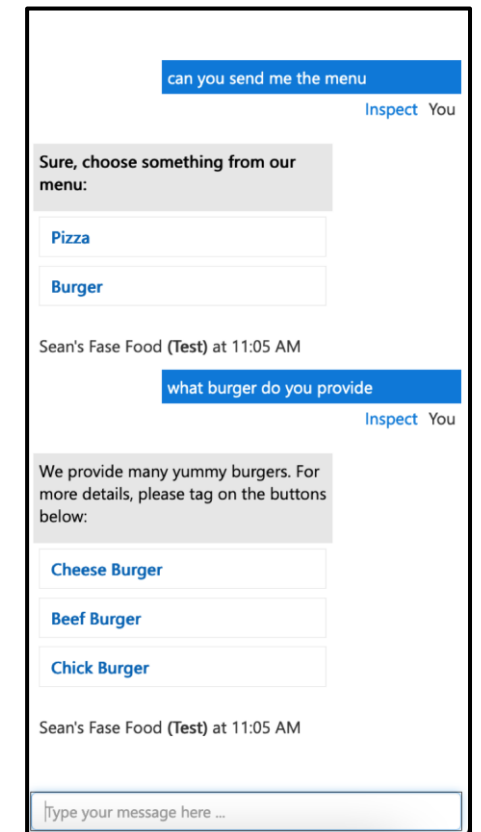 can you send me the menu
Inspect You
Sure, choose something from our
menu:
Pizza
Burger
Sean's Fase Food (Test) at 11:05 AM
what burger do you provide
Inspect You
We provide many yummy burgers. For
more details, please tag on the buttons
below:
Cheese Burger
Beef Burger
Chick Burger
Sean's Fase Food (Test) at 11:05 AM
Type your message here ...